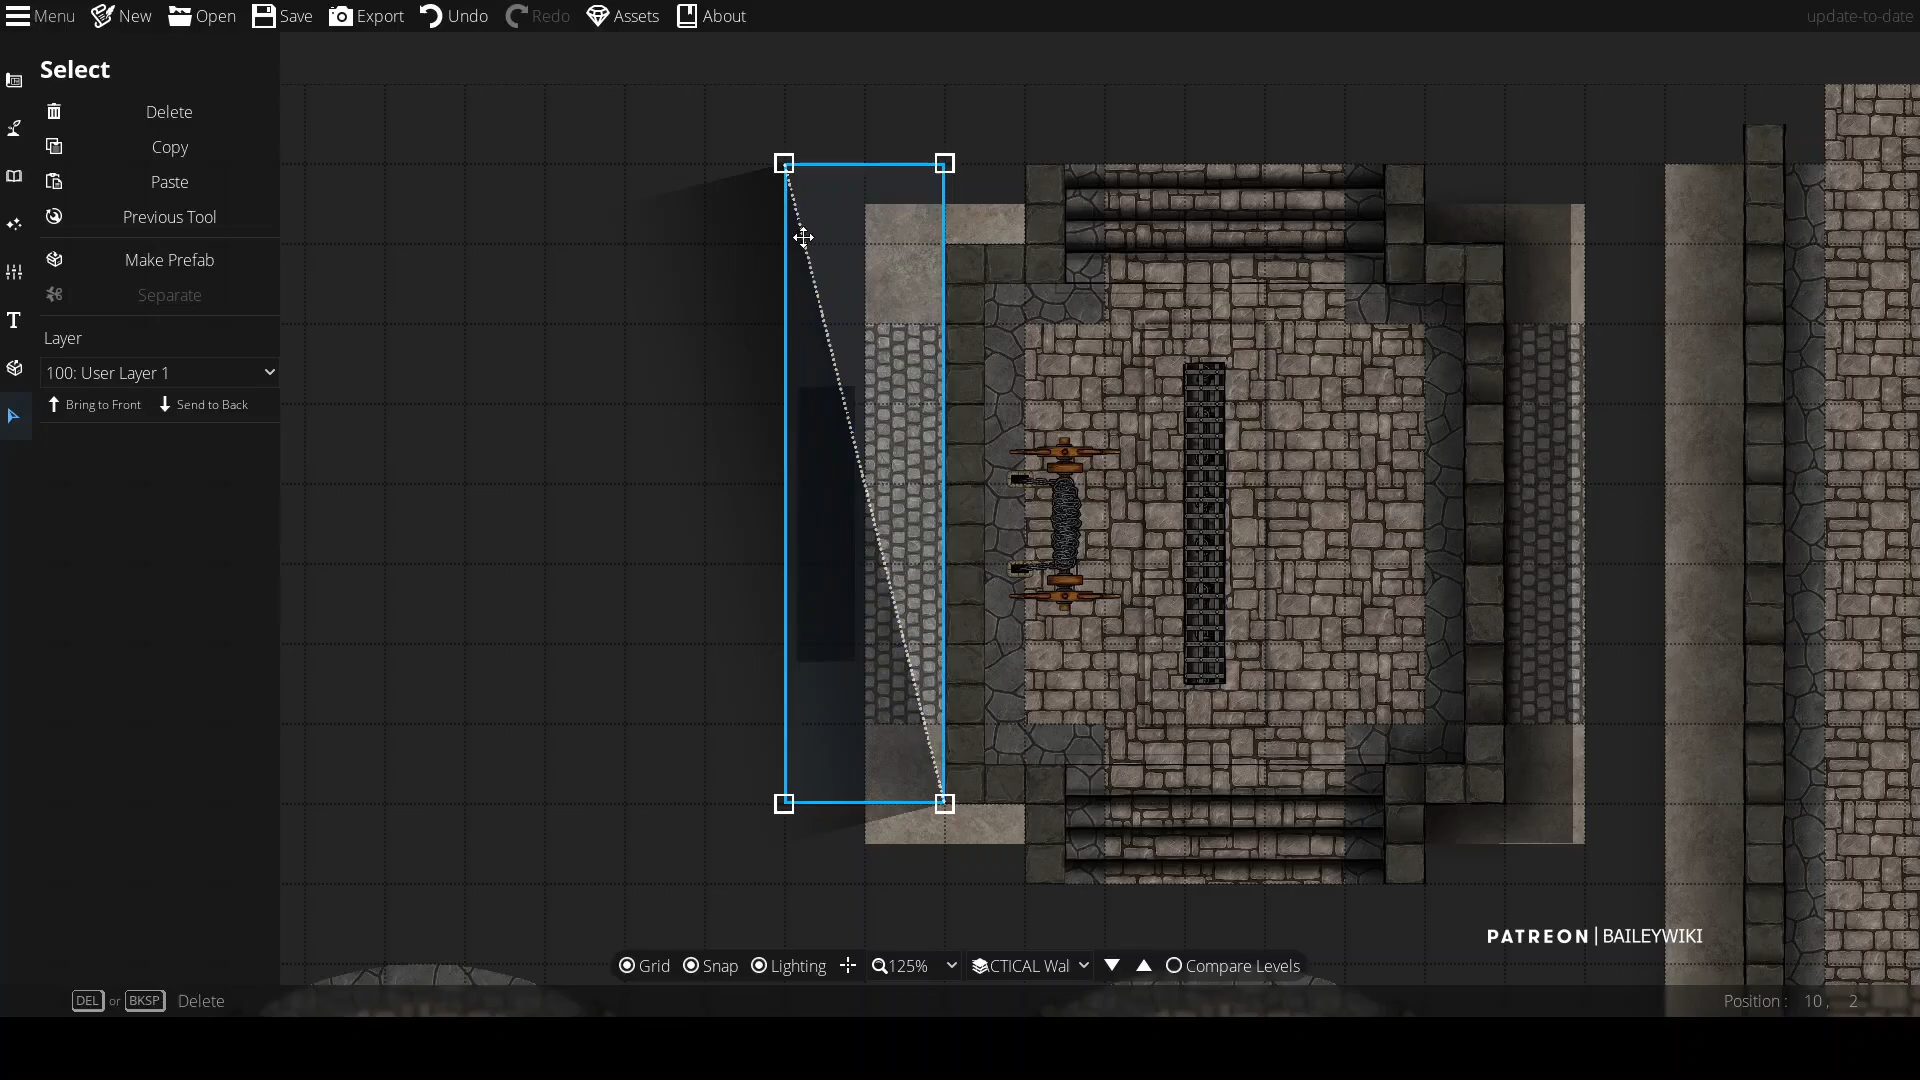 Menu New Open Save Export Undo Redo Assets About update-to-date
Select
Delete
Copy
Paste
Previous Tool
Make Prefab
Separate
Layer
100: User Layer 1
Bring to Front Send to Back
PATREON | BAILEYWIKI
Grid Snap Lighting 125% ACTICAL Wal Compare Levels
DEL or BKSP Delete Position : 10 , 2